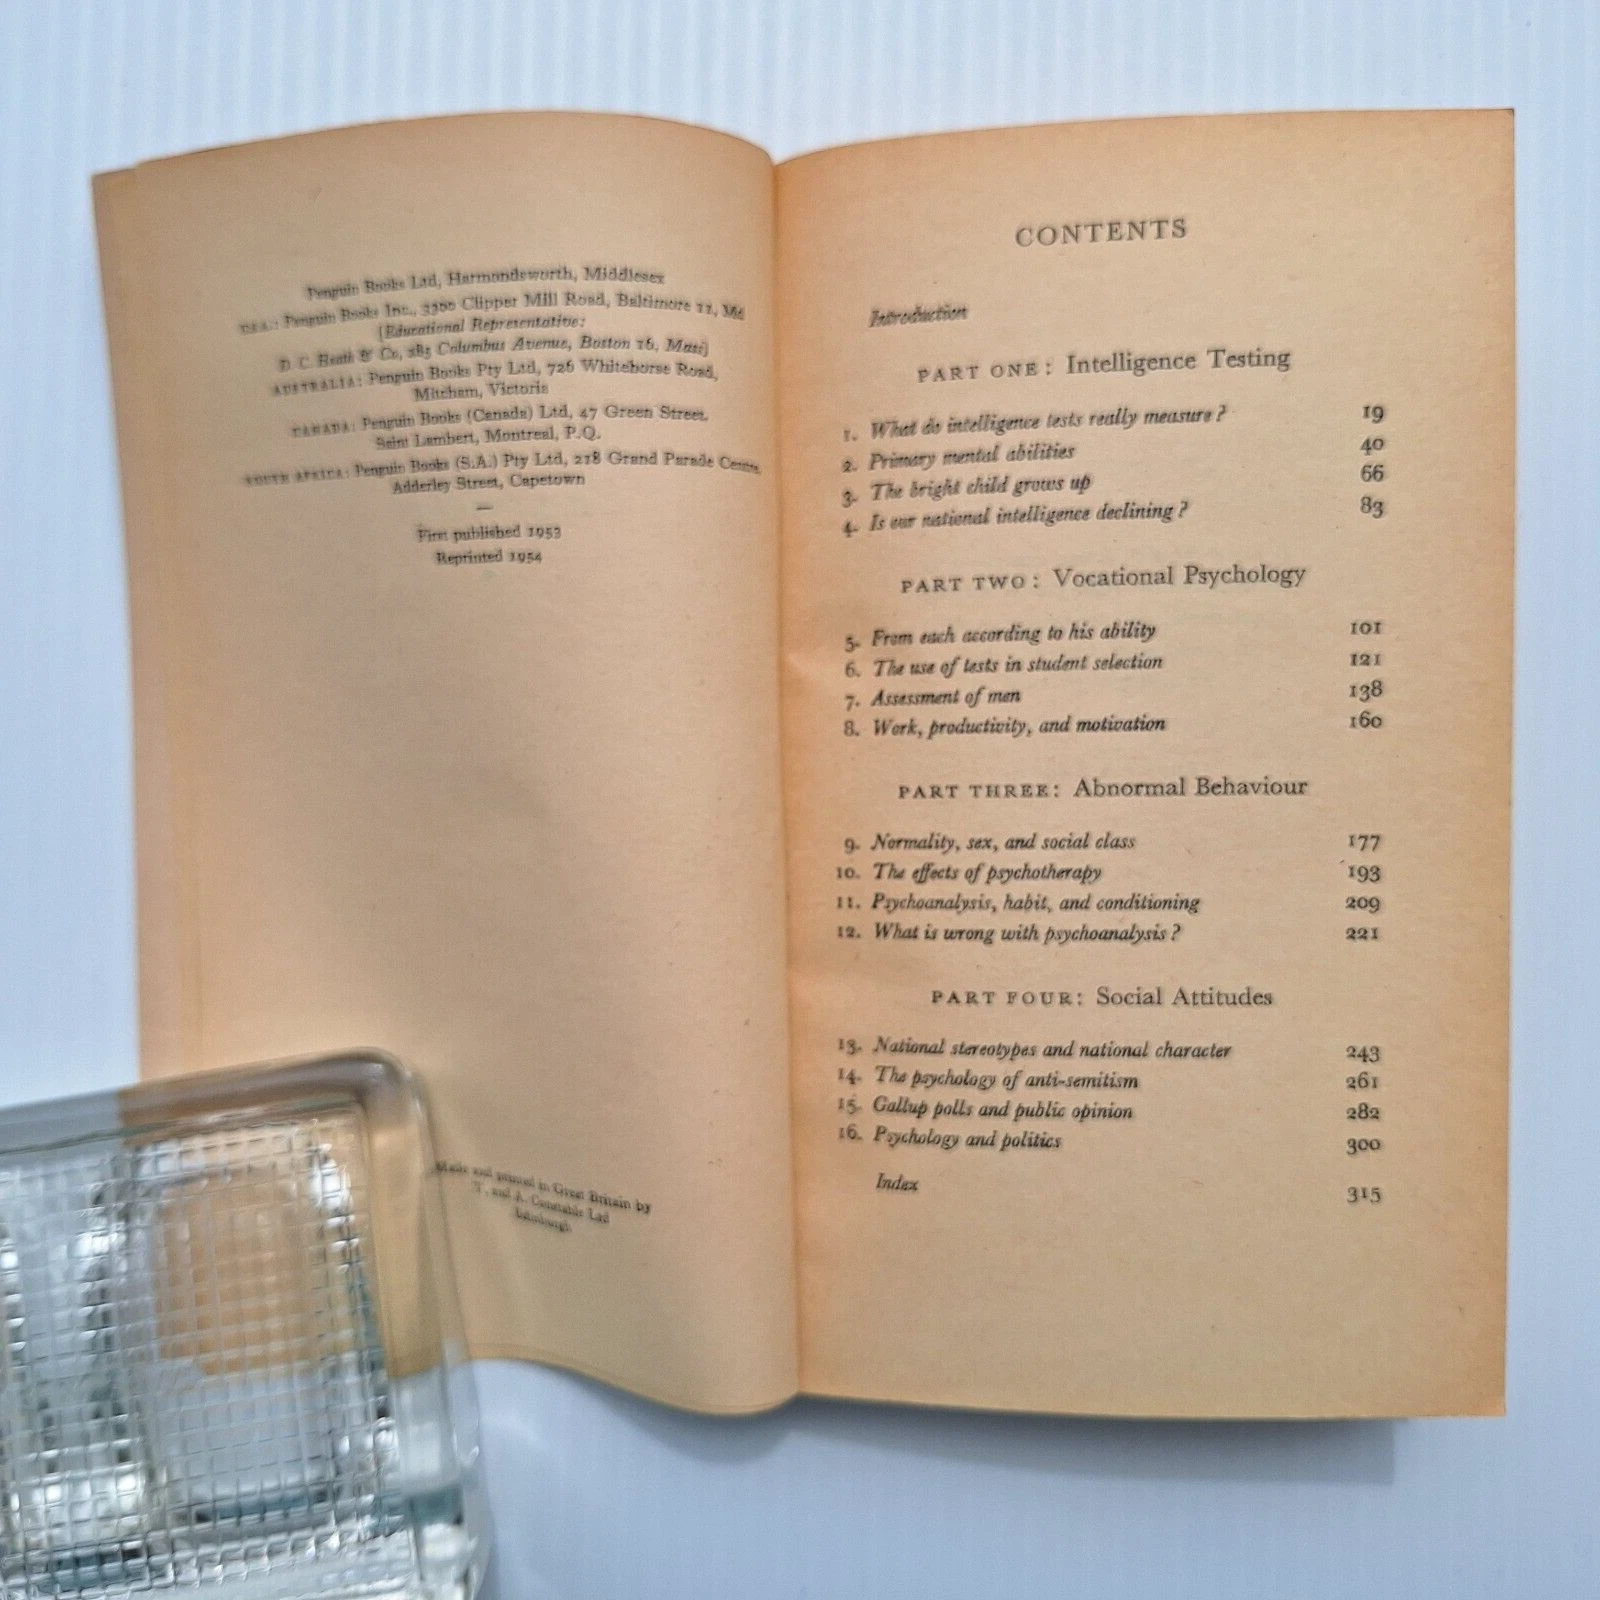 Penguin Books Ltd, Harmondsworth, Middlesex
U.S.A.: Penguin Books Inc., 3300 Clipper Mill Road, Baltimore 11, Md
[Educational Representative:
D. C. Heath & Co, 285 Columbus Avenue, Boston 16, Mass]
AUSTRALIA: Penguin Books Pty Ltd, 726 Whitehorse Road,
Mitcham, Victoria
CANADA: Penguin Books (Canada) Ltd, 47 Green Street,
Saint Lambert, Montreal, P.Q.
SOUTH AFRICA: Penguin Books (S.A.) Pty Ltd, 218 Grand Parade Centre,
Adderley Street, Capetown
—
First published 1953
Reprinted 1954
Made and printed in Great Britain by
T. and A. Constable Ltd
Edinburgh
CONTENTS
Introduction
PART ONE: Intelligence Testing
1. What do intelligence tests really measure? 19
2. Primary mental abilities 40
3. The bright child grows up 66
4. Is our national intelligence declining? 83
PART TWO: Vocational Psychology
5. From each according to his ability 101
6. The use of tests in student selection 121
7. Assessment of men 138
8. Work, productivity, and motivation 160
PART THREE: Abnormal Behaviour
9. Normality, sex, and social class 177
10. The effects of psychotherapy 193
11. Psychoanalysis, habit, and conditioning 209
12. What is wrong with psychoanalysis? 221
PART FOUR: Social Attitudes
13. National stereotypes and national character 243
14. The psychology of anti-semitism 261
15. Gallup polls and public opinion 282
16. Psychology and politics 300
Index 315